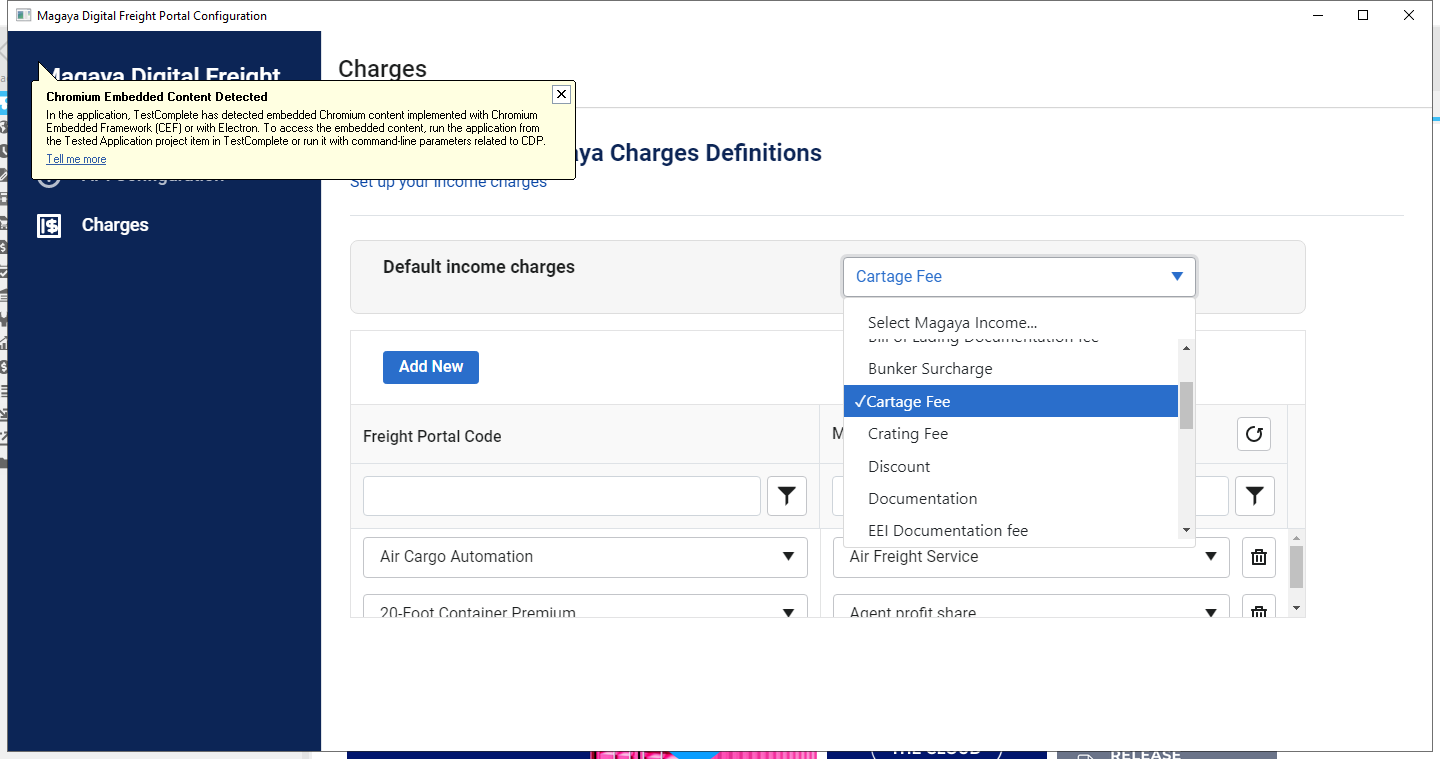 Magaya Digital Freight Portal Configuration
Magaya Digital Freight
Charges
Chromium Embedded Content Detected
In the application, TestComplete has detected embedded Chromium content implemented with Chromium
Embedded Framework (CEF) or with Electron. To access the embedded content, run the application from
the Tested Application project item in TestComplete or run it with command-line parameters related to CDP.
Tell me more
aya Charges Definitions
API Configuration
Set up your income charges
Charges
Default income charges
Cartage Fee
Select Magaya Income...
Bill of Lading Documentation fee
Bunker Surcharge
Add New
✓Cartage Fee
Freight Portal Code
M
Crating Fee
Discount
Documentation
EEI Documentation fee
Air Cargo Automation
Air Freight Service
20-Foot Container Premium
Agent profit share
THE CLOUD
RELEASE